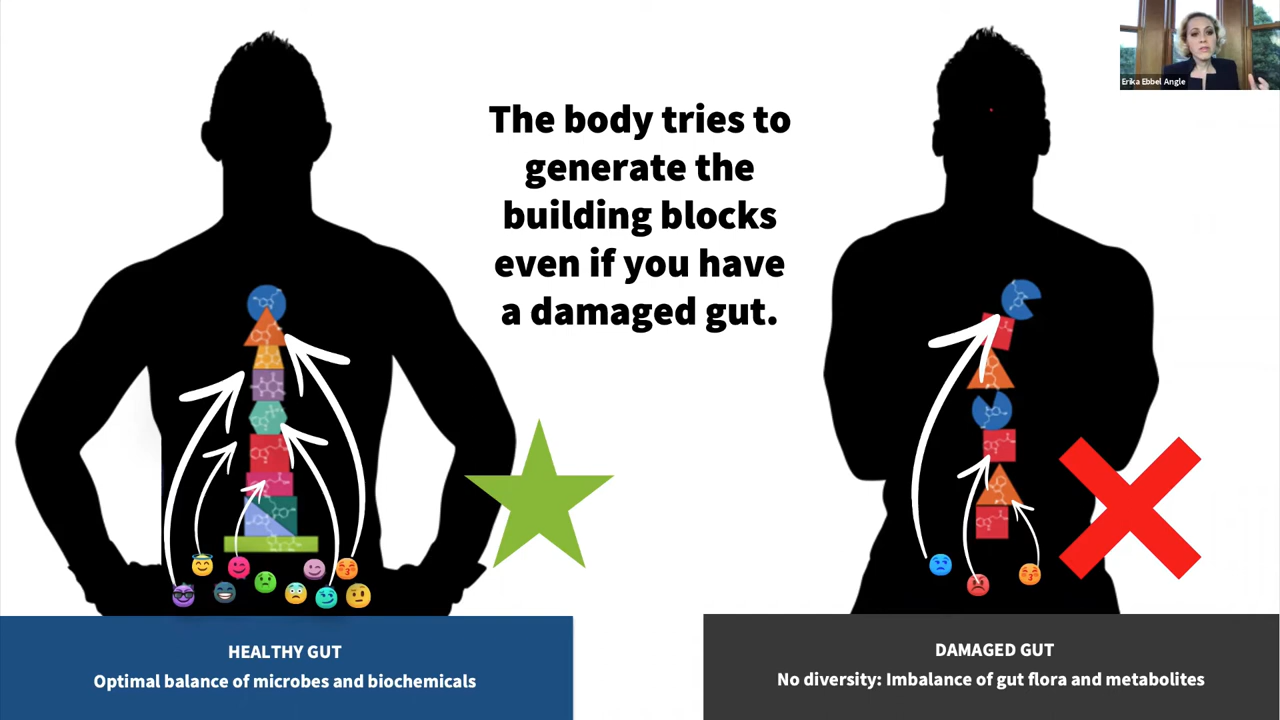 Erika Ebbel Angle
The body tries to
generate the
building blocks
even if you have
a damaged gut.
HEALTHY GUT
Optimal balance of microbes and biochemicals
DAMAGED GUT
No diversity: Imbalance of gut flora and metabolites